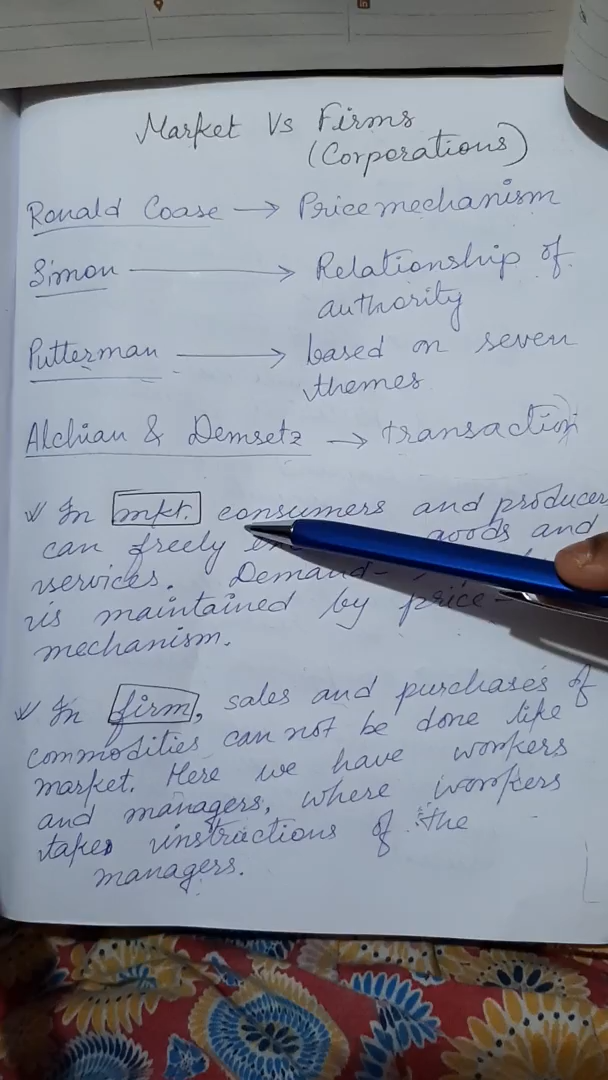 Market Vs Firms
(Corporations)
Ronald Coase → Price mechanism
Simon → Relationship of
authority
Putterman → based on seven
themes.
Alchian & Demsetz → transaction
In mkt. consumers and producer
can freely goods and
services. Demand-
is maintained by price-
mechanism.
In firm, sales and purchases of
commodities can not be done like
market. Here we have workers
and managers, where workers
takes instructions of the
managers.